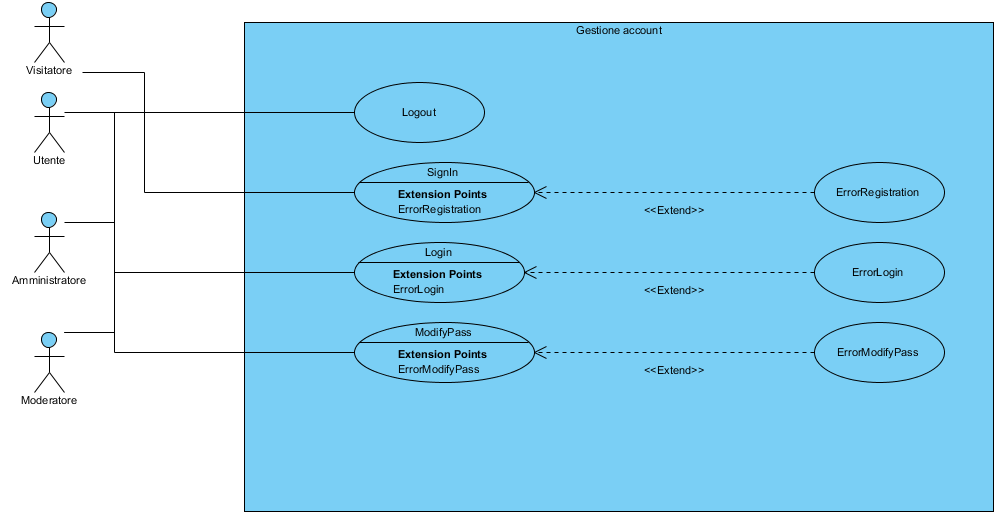 Gestione account
Visitatore
Utente
Amministratore
Moderatore
Logout
SignIn
Extension Points
ErrorRegistration
<<Extend>>
ErrorRegistration
Login
Extension Points
ErrorLogin
<<Extend>>
ErrorLogin
ModifyPass
Extension Points
ErrorModifyPass
<<Extend>>
ErrorModifyPass